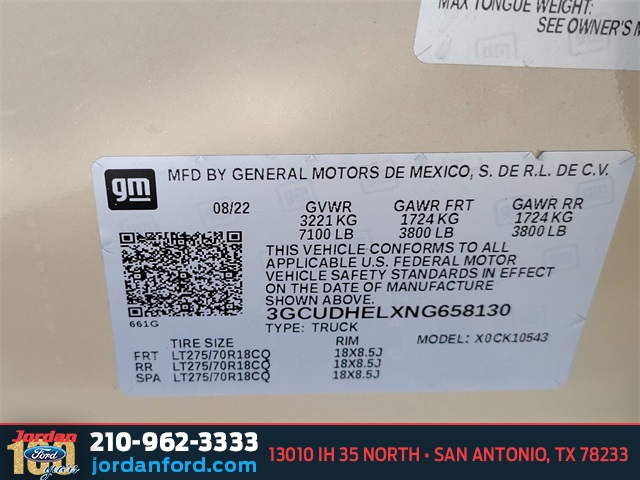 MAX TONGUE WEIGHT:
SEE OWNER'S M
gm
gm MFD BY GENERAL MOTORS DE MEXICO, S. DE R.L. DE C.V.
08/22 GVWR GAWR FRT GAWR RR
3221 KG 1724 KG 1724 KG
7100 LB 3800 LB 3800 LB
THIS VEHICLE CONFORMS TO ALL
APPLICABLE U.S. FEDERAL MOTOR
VEHICLE SAFETY STANDARDS IN EFFECT
ON THE DATE OF MANUFACTURE
SHOWN ABOVE.
661G 3GCUDHELXNG658130
TYPE: TRUCK MODEL: X0CK10543
TIRE SIZE RIM
FRT LT275/70R18CQ 18X8.5J
RR LT275/70R18CQ 18X8.5J
SPA LT275/70R18CQ 18X8.5J
Jordan
Ford
100
years
210-962-3333
jordanford.com
13010 IH 35 NORTH • SAN ANTONIO, TX 78233